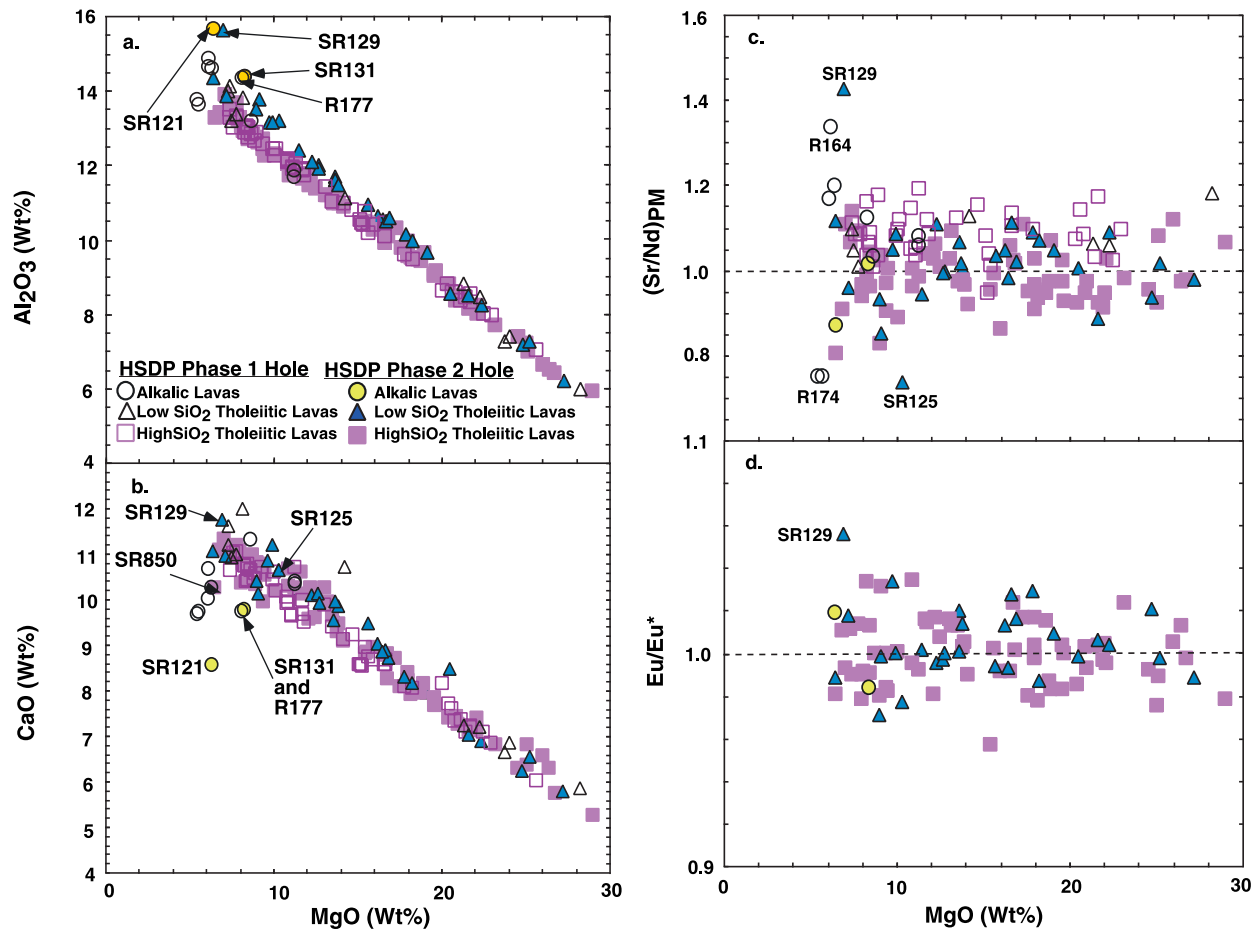 a.
16
15
14
12
10
8
6
4
Al2O3 (Wt%)
SR129
SR131
R177
SR121
HSDP Phase 1 Hole
Alkalic Lavas
Low SiO2 Tholeiitic Lavas
HighSiO2 Tholeiitic Lavas
HSDP Phase 2 Hole
Alkalic Lavas
Low SiO2 Tholeiitic Lavas
HighSiO2 Tholeiitic Lavas
b.
12
11
10
9
8
7
6
5
4
CaO (Wt%)
SR129
SR125
SR850
SR121
SR131
and
R177
0
10
20
30
MgO (Wt%)
c.
1.6
1.4
1.2
1.0
0.8
(Sr/Nd)PM
SR129
R164
R174
SR125
d.
1.1
1.0
0.9
Eu/Eu*
SR129
0
10
20
30
MgO (Wt%)